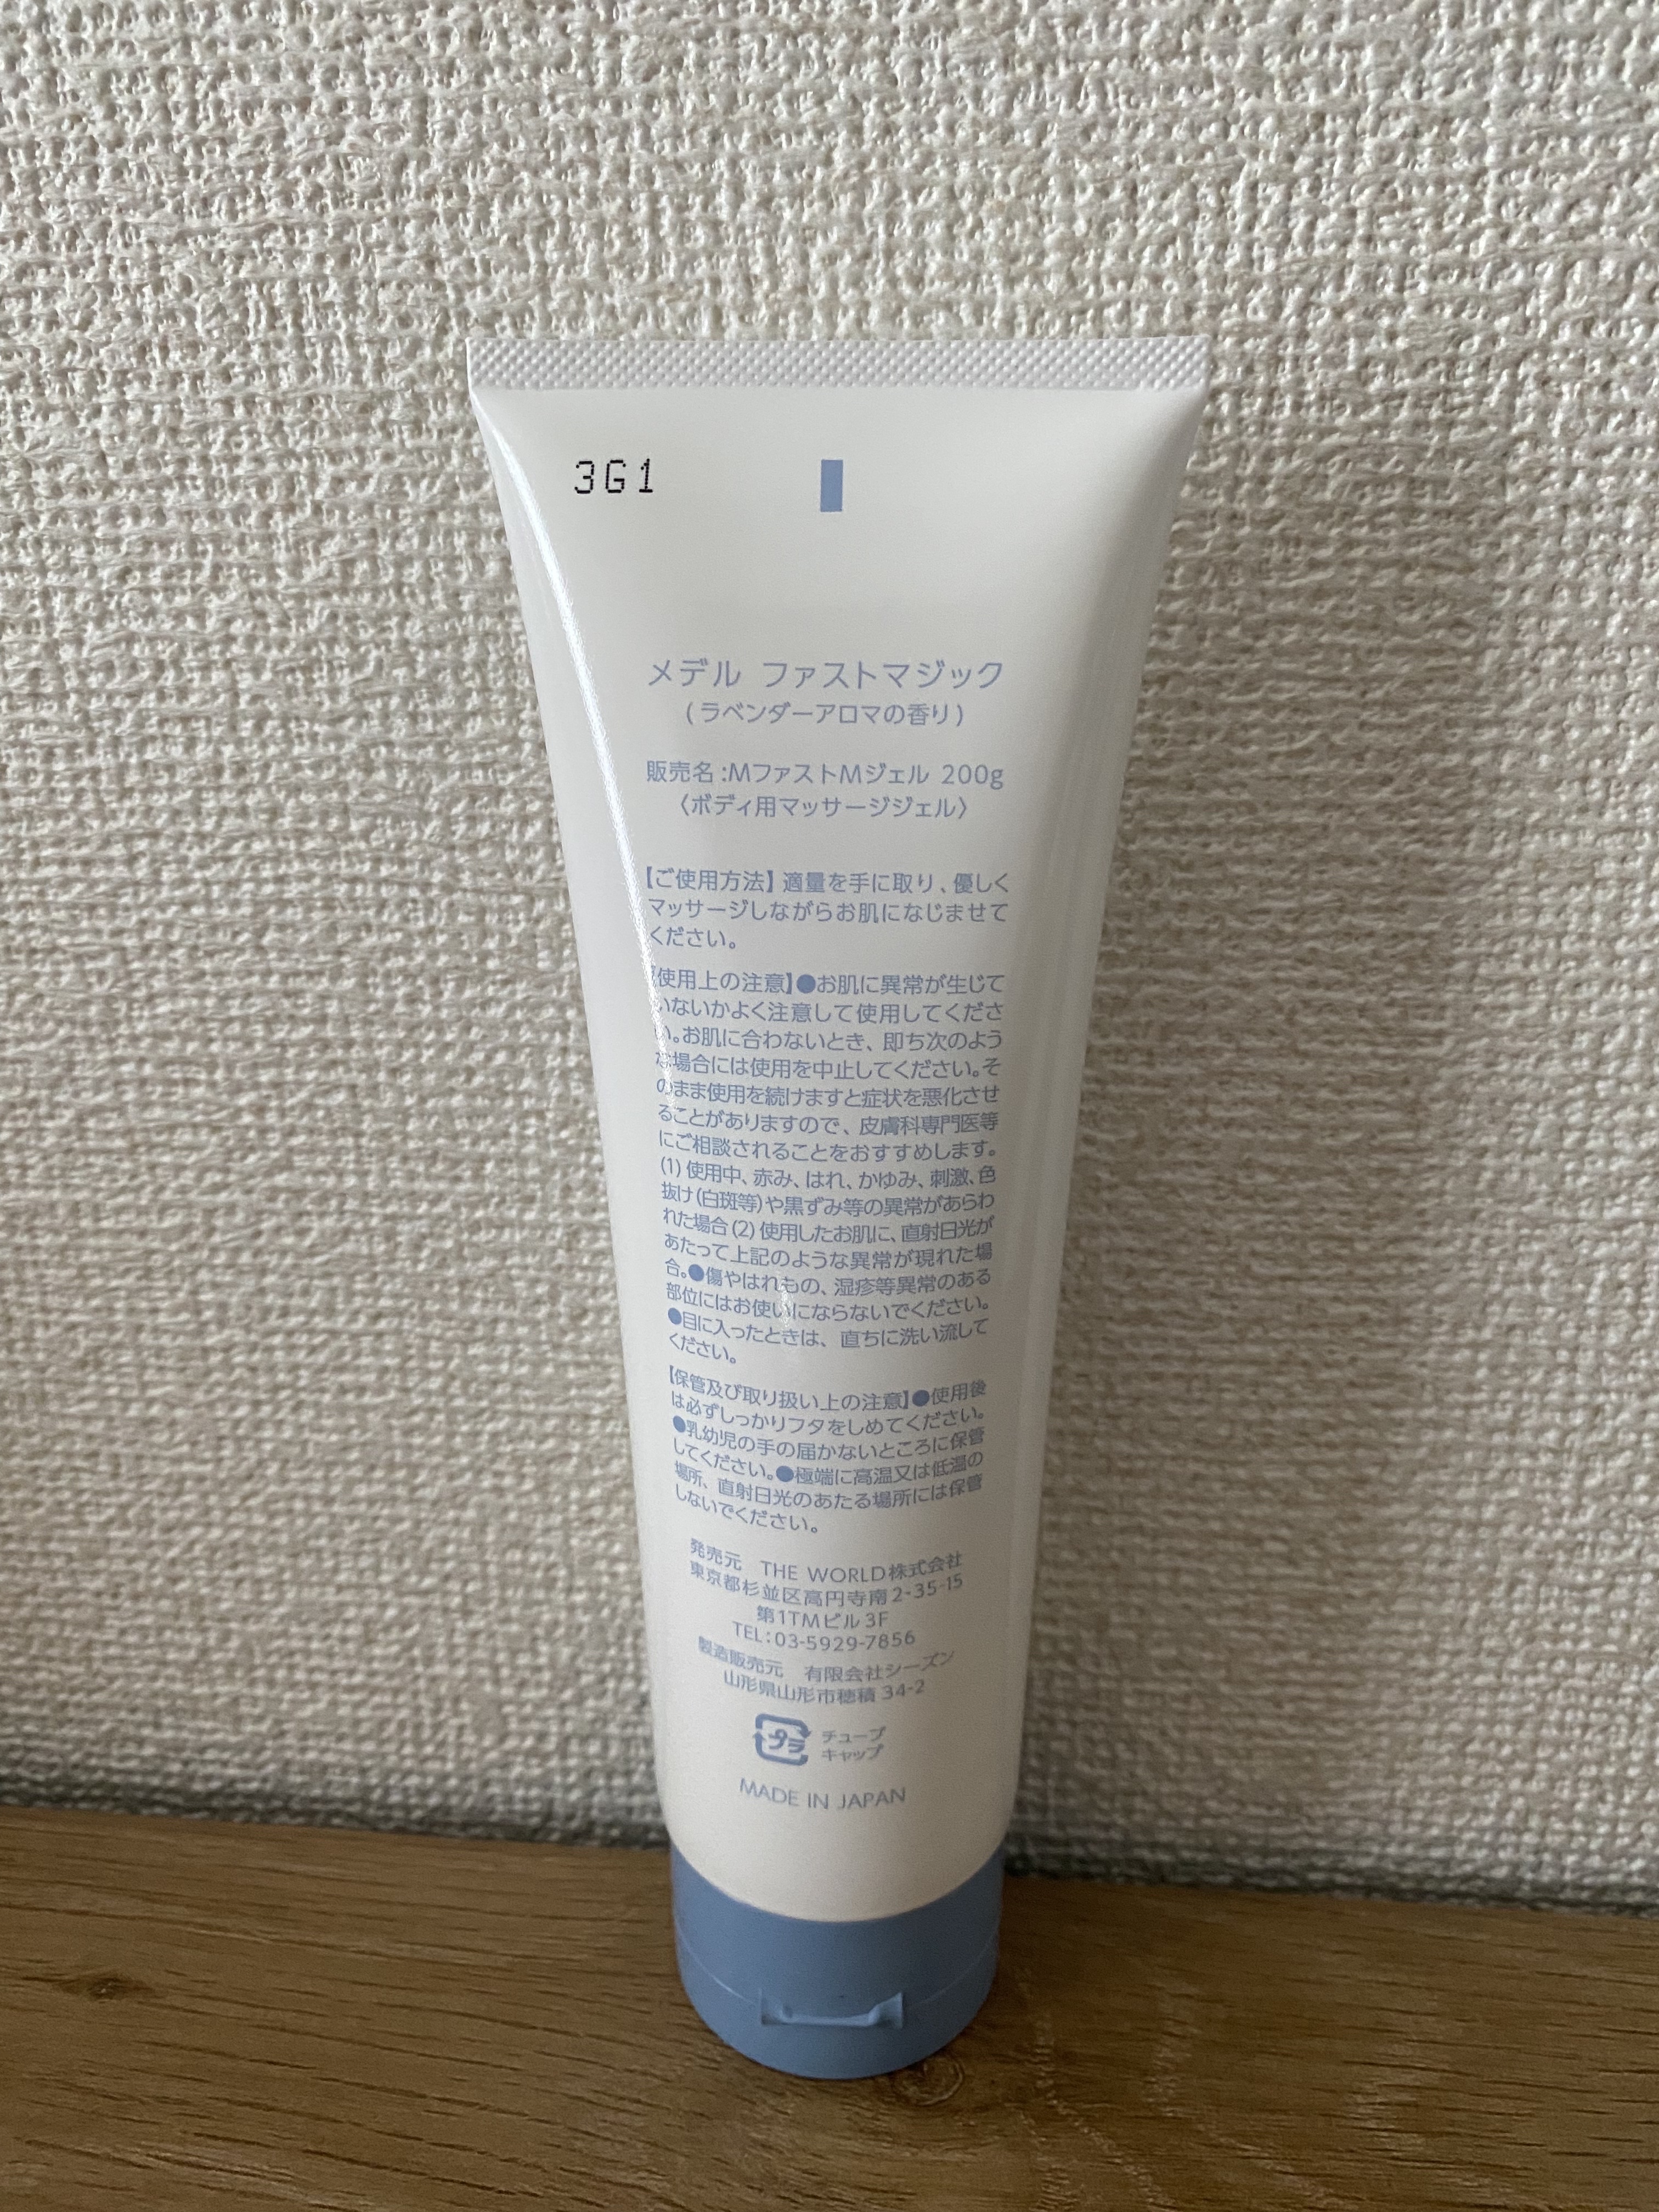 3G1
メデル ファストマジック
(ラベンダーアロマの香り)
販売名:MファストMジェル 200g
〈ボディ用マッサージジェル〉
【ご使用方法】適量を手に取り、優しく
マッサージしながらお肌になじませて
ください。
【使用上の注意】●お肌に異常が生じて
いないかよく注意して使用してくださ
い。お肌に合わないとき、即ち次のよう
な場合には使用を中止してください。そ
のまま使用を続けますと症状を悪化させ
ることがありますので、皮膚科専門医等
にご相談されることをおすすめします。
(1) 使用中、赤み、はれ、かゆみ、刺激、色
抜け(白斑等)や黒ずみ等の異常があらわ
れた場合(2) 使用したお肌に、直射日光が
あたって上記のような異常が現れた場
合。●傷やはれもの、湿疹等異常のある
部位にはお使いにならないでください。
●目に入ったときは、直ちに洗い流して
ください。
【保管及び取り扱い上の注意】●使用後
は必ずしっかりフタをしめてください。
●乳幼児の手の届かないところに保管
してください。●極端に高温又は低温の
場所、直射日光のあたる場所には保管
しないでください。
発売元 THE WORLD株式会社
東京都杉並区高円寺南2-35-15
第1TMビル3F
TEL:03-5929-7856
製造販売元 有限会社シーズン
山形県山形市穂積34-2
プラ チューブ
キャップ
MADE IN JAPAN